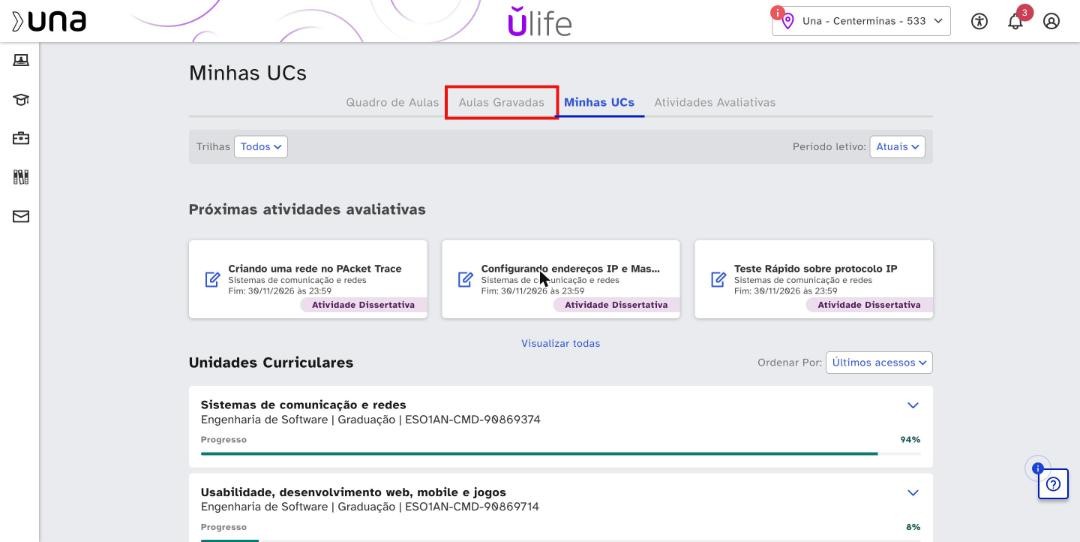 una
ulife
Una - Centerminas - 533
3
Minhas UCs
Quadro de Aulas
Aulas Gravadas
Minhas UCs
Atividades Avaliativas
Trilhas
Todos
Período letivo:
Atuais
Próximas atividades avaliativas
Criando uma rede no PAcket Trace
Sistemas de comunicação e redes
Fim: 30/11/2026 às 23:59
Atividade Dissertativa
Configurando endereços IP e Mas...
Sistemas de comunicação e redes
Fim: 30/11/2026 às 23:59
Atividade Dissertativa
Teste Rápido sobre protocolo IP
Sistemas de comunicação e redes
Fim: 30/11/2026 às 23:59
Atividade Dissertativa
Visualizar todas
Unidades Curriculares
Ordenar Por:
Últimos acessos
Sistemas de comunicação e redes
Engenharia de Software | Graduação | ESO1AN-CMD-90869374
Progresso
94%
Usabilidade, desenvolvimento web, mobile e jogos
Engenharia de Software | Graduação | ESO1AN-CMD-90869714
Progresso
8%